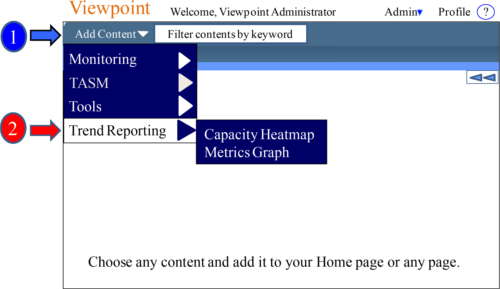 Viewpoint Welcome, Viewpoint Administrator Admin Profile ?
1 Add Content Filter contents by keyword
Monitoring
TASM
Tools
2 Trend Reporting
Capacity Heatmap
Metrics Graph
Choose any content and add it to your Home page or any page.